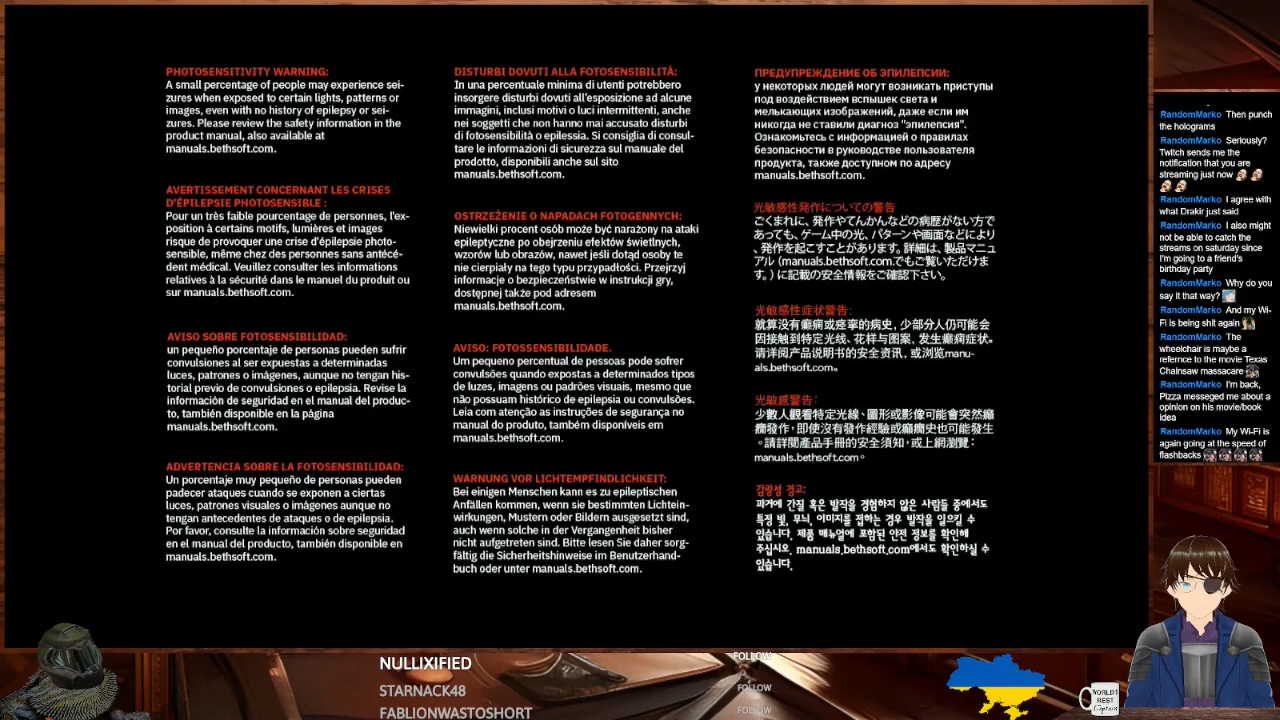 PHOTOSENSITIVITY WARNING:
A small percentage of people may experience sei-
zures when exposed to certain lights, patterns or
images, even with no history of epilepsy or sei-
zures. Please review the safety information in the
product manual, also available at
manuals.bethsoft.com.
AVERTISSEMENT CONCERNANT LES CRISES
D'ÉPILEPSIE PHOTOSENSIBLE :
Pour un très faible pourcentage de personnes, l'ex-
position à certains motifs, lumières et images
risque de provoquer une crise d'épilepsie photo-
sensible, même chez des personnes sans antécé-
dent médical. Veuillez consulter les informations
relatives à la sécurité dans le manuel du produit ou
sur manuals.bethsoft.com.
AVISO SOBRE FOTOSENSIBILIDAD:
un pequeño porcentaje de personas pueden sufrir
convulsiones al ser expuestas a determinadas
luces, patrones o imágenes, aunque no tengan his-
torial previo de convulsiones o epilepsia. Revise la
información de seguridad en el manual del produc-
to, también disponible en la página
manuals.bethsoft.com.
ADVERTENCIA SOBRE LA FOTOSENSIBILIDAD:
Un porcentaje muy pequeño de personas pueden
padecer ataques cuando se exponen a ciertas
luces, patrones visuales o imágenes aunque no
tengan antecedentes de ataques o de epilepsia.
Por favor, consulte la información sobre seguridad
en el manual del producto, también disponible en
manuals.bethsoft.com.
DISTURBI DOVUTI ALLA FOTOSENSIBILITÀ:
In una percentuale minima di utenti potrebbero
insorgere disturbi dovuti all'esposizione ad alcune
immagini, inclusi motivi o luci intermittenti, anche
nei soggetti che non hanno mai accusato disturbi
di fotosensibilità o epilessia. Si consiglia di consul-
tare le informazioni di sicurezza sul manuale del
prodotto, disponibili anche sul sito
manuals.bethsoft.com.
OSTRZEŻENIE O NAPADACH FOTOGENNYCH:
Niewielki procent osób może być narażony na ataki
epileptyczne po obejrzeniu efektów świetlnych,
wzorów lub obrazów, nawet jeśli dotąd osoby te
nie cierpiały na tego typu przypadłości. Przejrzyj
informacje o bezpieczeństwie w instrukcji gry,
dostępnej także pod adresem
manuals.bethsoft.com.
AVISO: FOTOSSENSIBILIDADE.
Um pequeno percentual de pessoas pode sofrer
convulsões quando expostas a determinados tipos
de luzes, imagens ou padrões visuais, mesmo que
não possuam histórico de epilepsia ou convulsões.
Leia com atenção as instruções de segurança no
manual do produto, também disponíveis em
manuals.bethsoft.com.
WARNUNG VOR LICHTEMPFINDLICHKEIT:
Bei einigen Menschen kann es zu epileptischen
Anfällen kommen, wenn sie bestimmten Lichtein-
wirkungen, Mustern oder Bildern ausgesetzt sind,
auch wenn solche in der Vergangenheit bisher
nicht aufgetreten sind. Bitte lesen Sie daher sorg-
fältig die Sicherheitshinweise im Benutzerhand-
buch oder unter manuals.bethsoft.com.
ПРЕДУПРЕЖДЕНИЕ ОБ ЭПИЛЕПСИИ:
у некоторых людей могут возникать приступы
под воздействием вспышек света и
мелькающих изображений, даже если им
никогда не ставили диагноз "эпилепсия".
Ознакомьтесь с информацией о правилах
безопасности в руководстве пользователя
продукта, также доступном по адресу
manuals.bethsoft.com.
光敏感性発作についての警告
ごくまれに、発作やてんかんなどの病歴がない方で
あっても、ゲーム中の光、パターンや画面などにより
、発作を起こすことがあります。詳細は、製品マニュ
アル (manuals.bethsoft.comでもご覧いただけま
す。) に記載の安全情報をご確認下さい。
光敏感性症状警告:
就算没有癫痫或痉挛的病史，少部分人仍可能会
因接触到特定光线、花样与图案，发生癫痫症状。
请详阅产品说明书的安全资讯，或浏览manu-
als.bethsoft.com。
光敏感警告：
少數人觀看特定光線、圖形或影像可能會突然癲
癇發作，即使沒有發作經驗或癲癇史也可能發生
。請詳閱產品手冊的安全須知，或上網瀏覽：
manuals.bethsoft.com。
감광성 경고:
과거에 간질 혹은 발작을 경험하지 않은 사람들 중에서도
특정 빛, 무늬, 이미지를 접하는 경우 발작을 일으킬 수
있습니다. 제품 매뉴얼에 포함된 안전 정보를 확인해
주십시오. manuals.bethsoft.com에서도 확인하실 수
있습니다.
RandomMarko Then punch
the holograms
RandomMarko Seriously?
Twitch sends me the
notification that you are
streaming just now
RandomMarko I agree with
what Drakir just said
RandomMarko I also might
not be able to catch the
streams on saturday since
I'm going to a friend's
birthday party
RandomMarko Why do you
say it that way?
RandomMarko And my Wi-
Fi is being shit again
RandomMarko The
wheelchair is maybe a
refernce to the movie Texas
Chainsaw massacare
RandomMarko I'm back,
Pizza messeged me about a
opinion on his movie/book
idea
RandomMarko My Wi-Fi is
again going at the speed of
flashbacks
NULLIXIFIED
FOLLOW
STARNACK48
FOLLOW
FABLIONWASTOSHORT
FOLLOW
WORLD'S
BEST
Captain